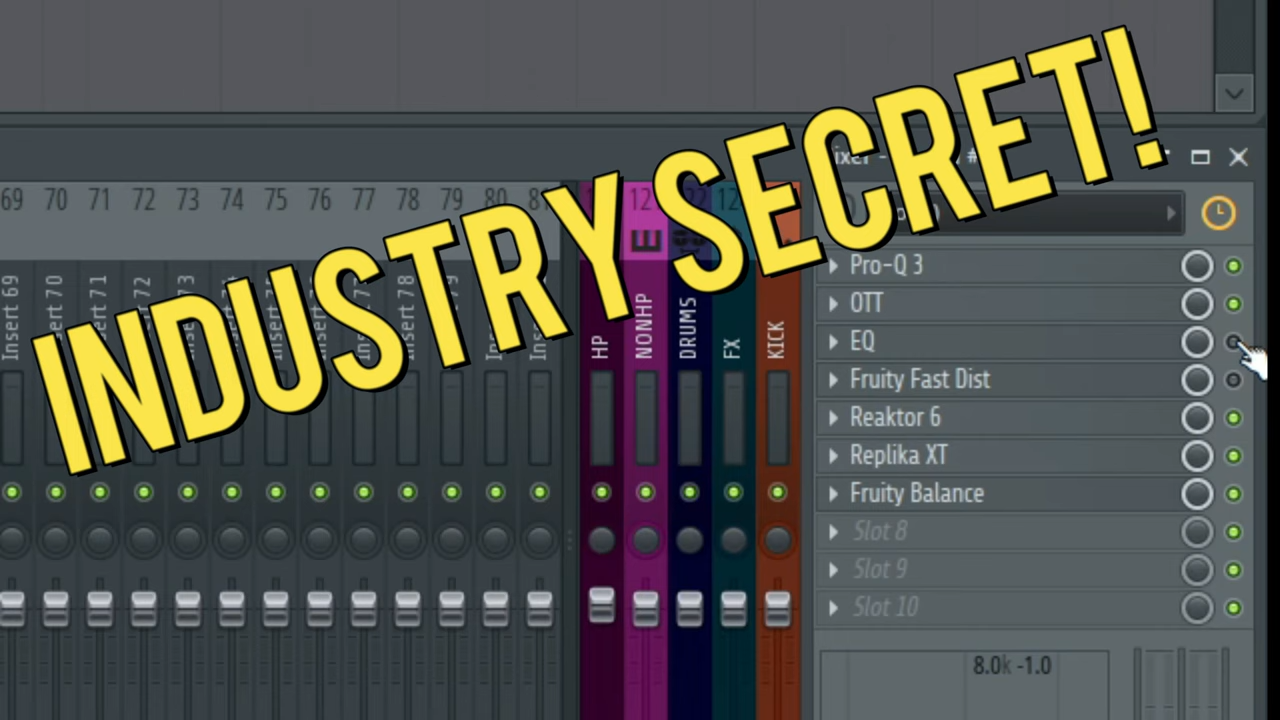 INDUSTRY SECRET!
69 70 71 72 73 74 75 76 77 78 79 80
Insert 69
Insert 70
Insert 71
Insert 78
HP
NONHP
DRUMS
FX
KICK
Pro-Q 3
OTT
EQ
Fruity Fast Dist
Reaktor 6
Replika XT
Fruity Balance
Slot 8
Slot 9
Slot 10
8.0k -1.0